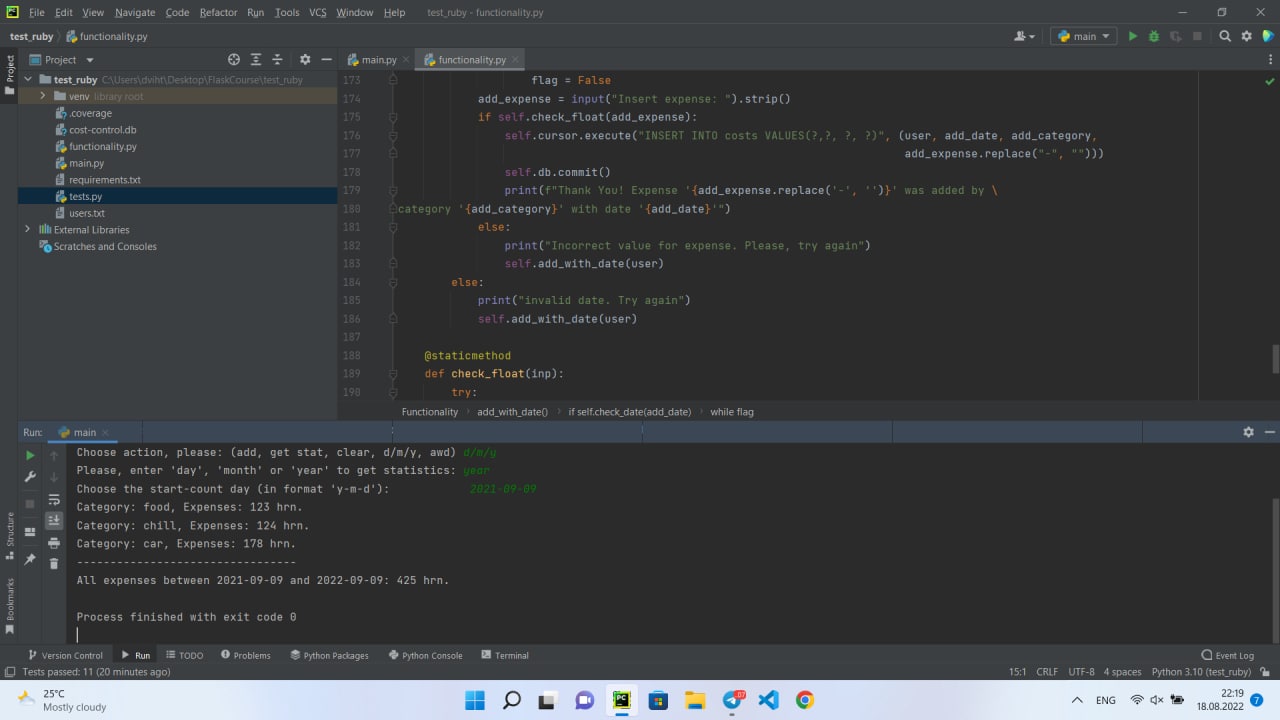 File Edit View Navigate Code Refactor Run Tools VCS Window Help test_ruby - functionality.py
test_ruby functionality.py main
Project
Project C:\Users\dviht\Desktop\FlaskCourse\test_ruby
test_ruby
venv library root
.coverage
cost-control.db
functionality.py
main.py
requirements.txt
tests.py
users.txt
External Libraries
Scratches and Consoles
main.py functionality.py
173 flag = False
174 add_expense = input("Insert expense: ").strip()
175 if self.check_float(add_expense):
176 self.cursor.execute("INSERT INTO costs VALUES(?,?, ?, ?)", (user, add_date, add_category,
177 add_expense.replace("-", "")))
178 self.db.commit()
179 print(f"Thank You! Expense '{add_expense.replace('-', '')}' was added by \
180 category '{add_category}' with date '{add_date}'")
181 else:
182 print("Incorrect value for expense. Please, try again")
183 self.add_with_date(user)
184 else:
185 print("invalid date. Try again")
186 self.add_with_date(user)
187
188 @staticmethod
189 def check_float(inp):
190 try:
Functionality add_with_date() if self.check_date(add_date) while flag
Run: main
Choose action, please: (add, get stat, clear, d/m/y, awd) d/m/y
Please, enter 'day', 'month' or 'year' to get statistics: year
Choose the start-count day (in format 'y-m-d'): 2021-09-09
Category: food, Expenses: 123 hrn.
Category: chill, Expenses: 124 hrn.
Category: car, Expenses: 178 hrn.
--------------------------------
All expenses between 2021-09-09 and 2022-09-09: 425 hrn.
Process finished with exit code 0
Structure
Bookmarks
Version Control Run TODO Problems Python Packages Python Console Terminal Event Log
Tests passed: 11 (20 minutes ago) 15:1 CRLF UTF-8 4 spaces Python 3.10 (test_ruby)
25°C
Mostly cloudy
ENG
22:19
18.08.2022
7